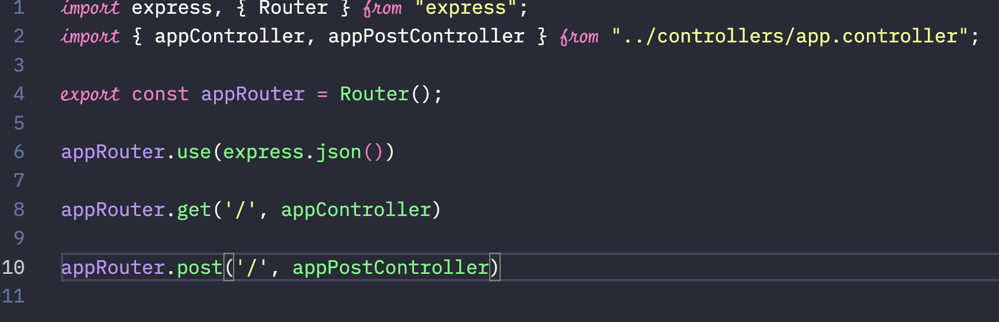 1 import express, { Router } from "express";
2 import { appController, appPostController } from "../controllers/app.controller";
3
4 export const appRouter = Router();
5
6 appRouter.use(express.json())
7
8 appRouter.get('/', appController)
9
10 appRouter.post('/', appPostController)
11